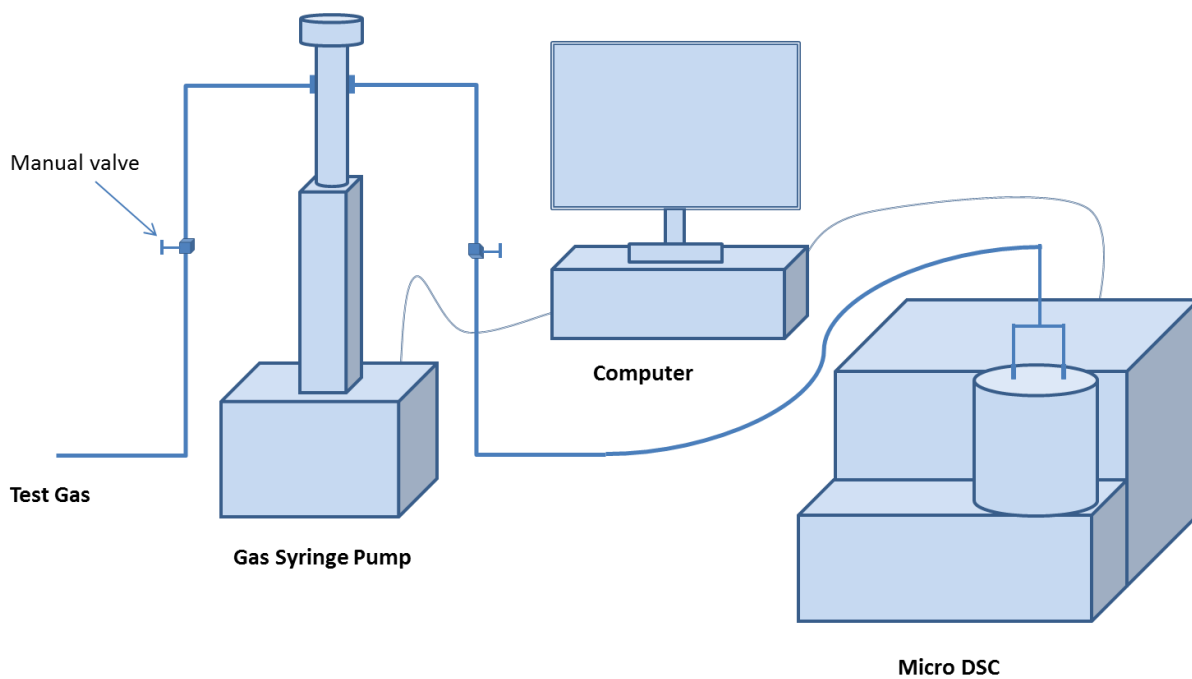 Manual valve
Computer
Test Gas
Gas Syringe Pump
Micro DSC